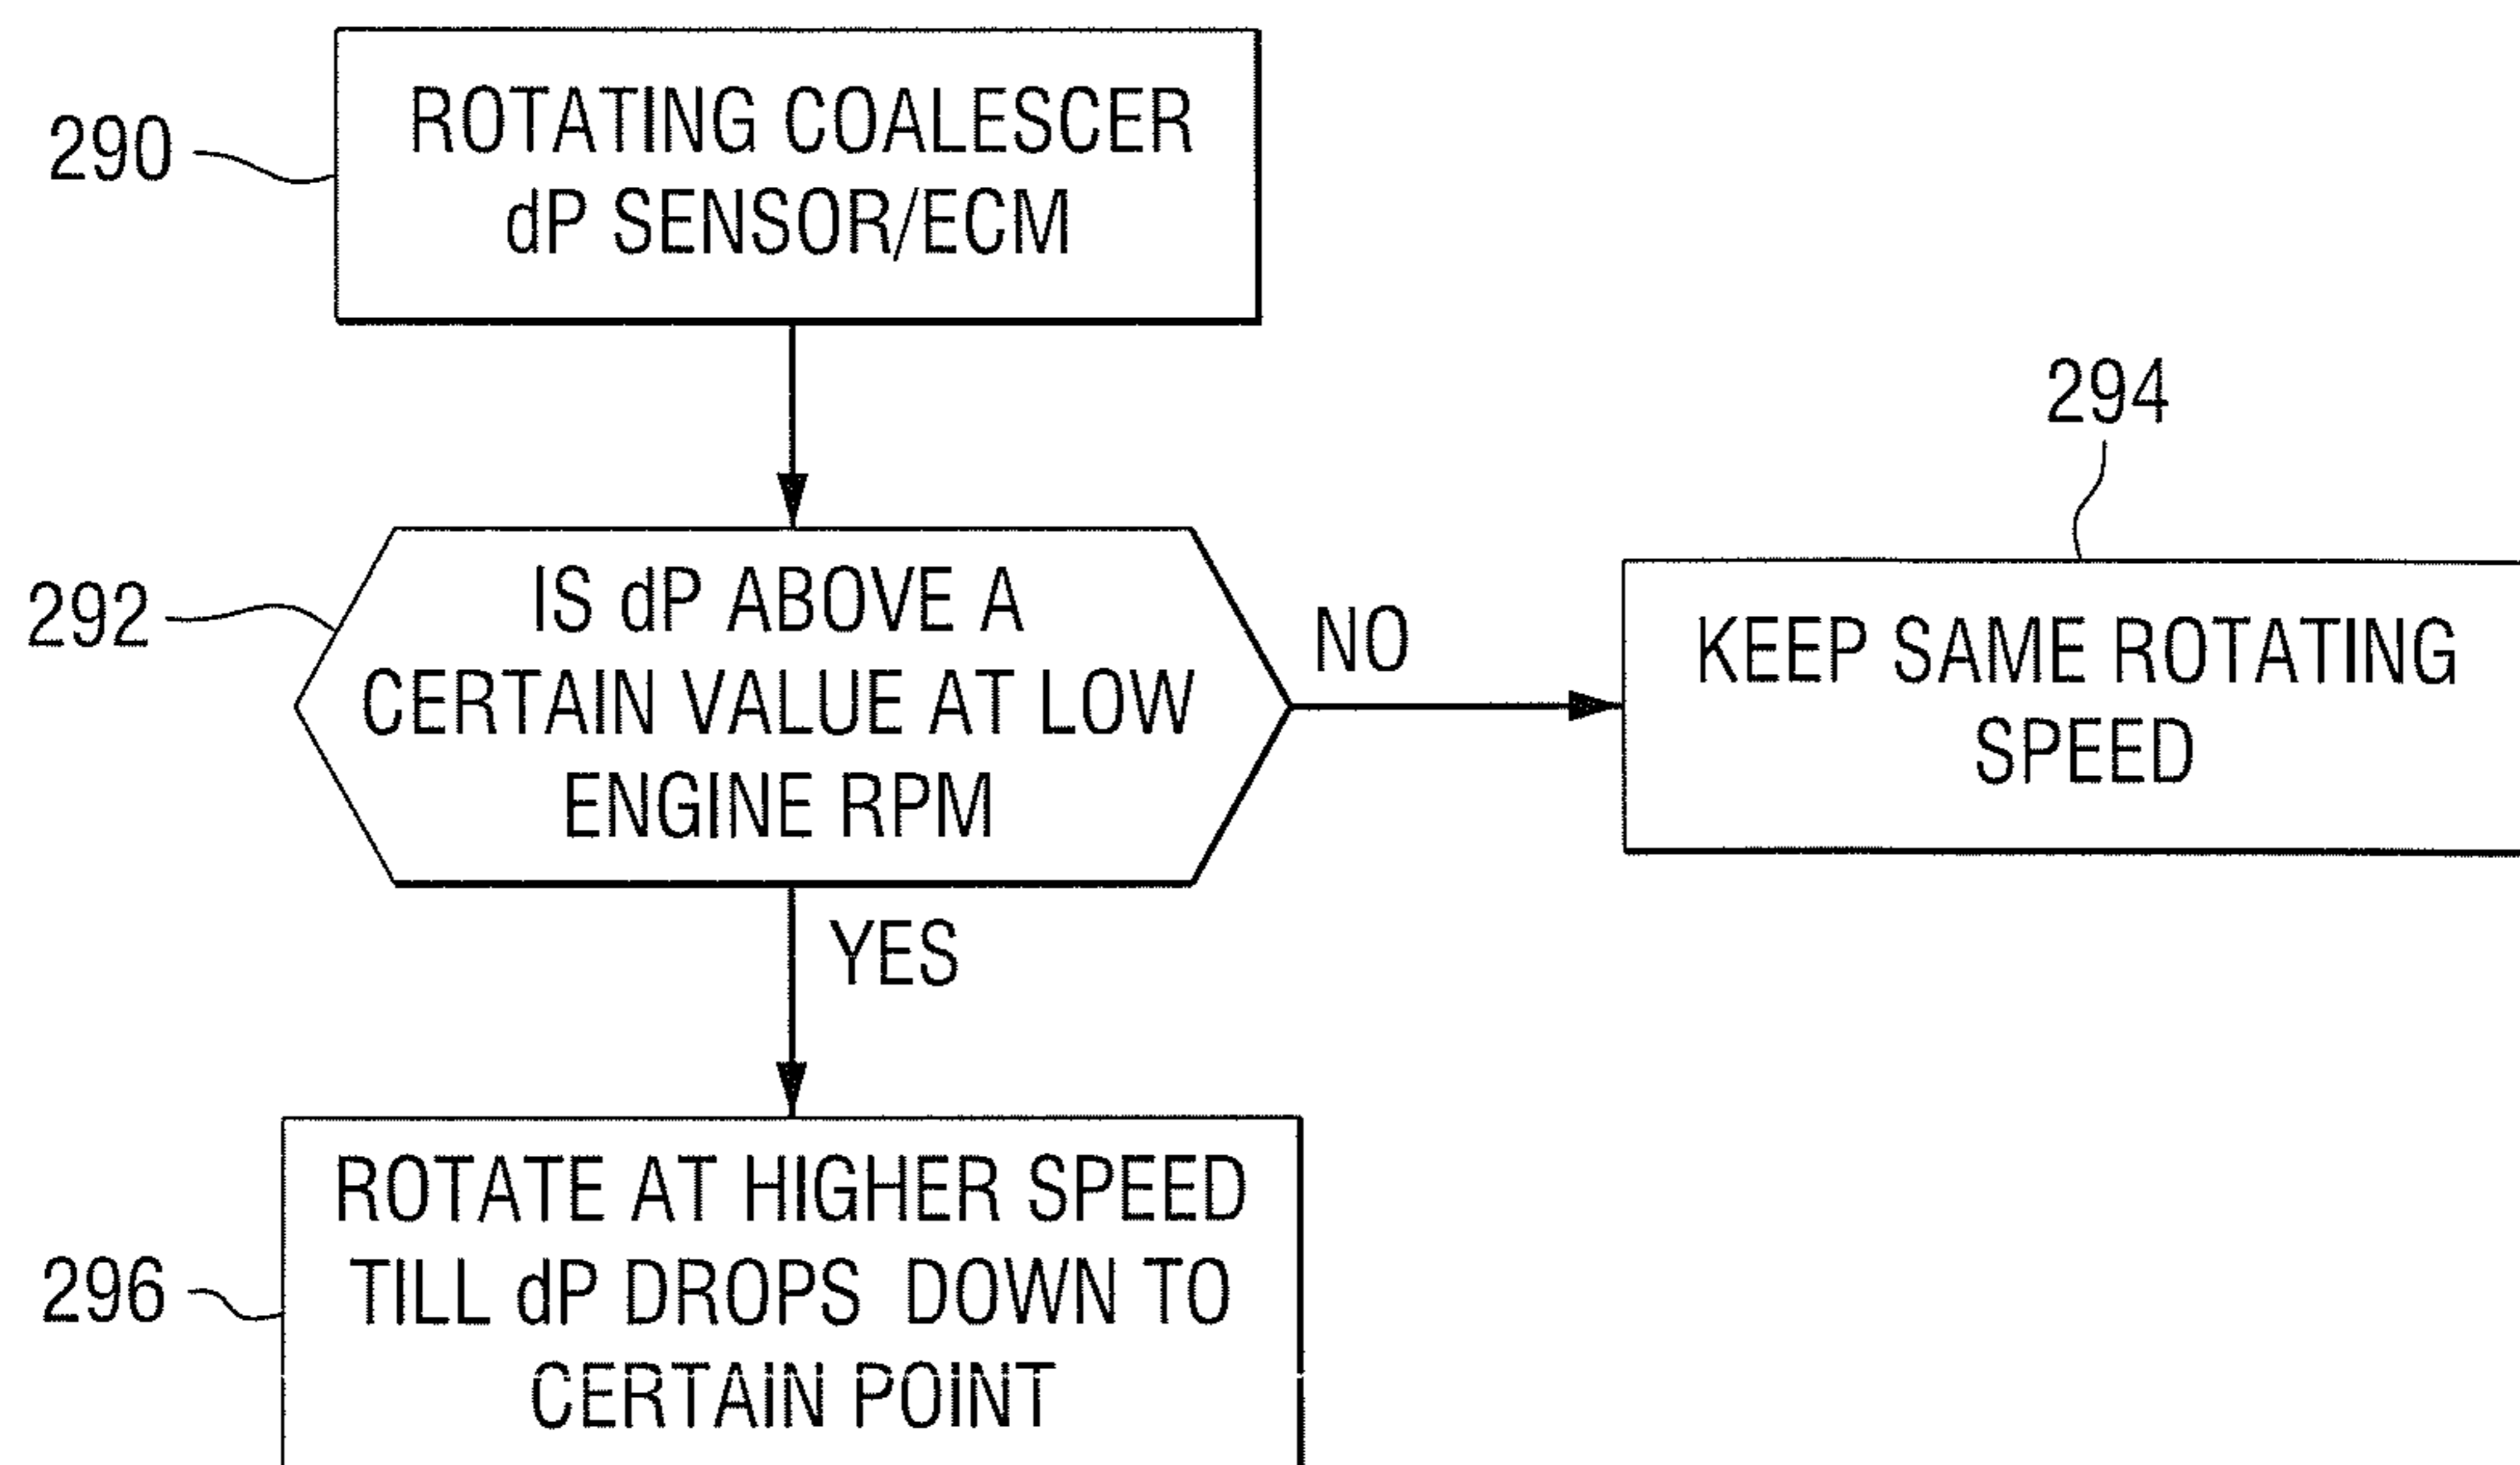 290
ROTATING COALESCER
dP SENSOR/ECM
292
IS dP ABOVE A
CERTAIN VALUE AT LOW
ENGINE RPM
NO
294
KEEP SAME ROTATING
SPEED
YES
296
ROTATE AT HIGHER SPEED
TILL dP DROPS DOWN TO
CERTAIN POINT